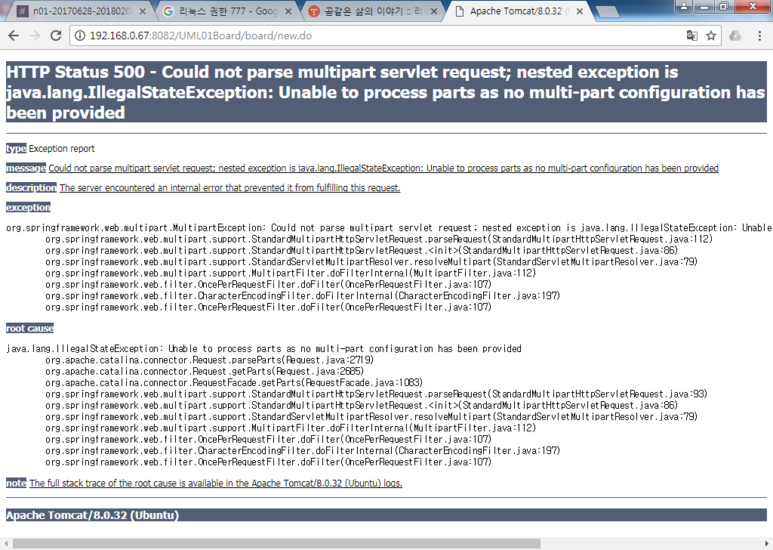 n01-20170628-2018020
리눅스 권한 777 - Goog
곰같은 삶의 이야기 :: 리
Apache Tomcat/8.0.32 (
192.168.0.67:8082/UML01Board/board/new.do
HTTP Status 500 - Could not parse multipart servlet request; nested exception is
java.lang.IllegalStateException: Unable to process parts as no multi-part configuration has
been provided
type Exception report
message Could not parse multipart servlet request; nested exception is java.lang.IllegalStateException: Unable to process parts as no multi-part configuration has been provided
description The server encountered an internal error that prevented it from fulfilling this request.
exception
org.springframework.web.multipart.MultipartException: Could not parse multipart servlet request; nested exception is java.lang.IllegalStateException: Unable
org.springframework.web.multipart.support.StandardMultipartHttpServletRequest.parseRequest(StandardMultipartHttpServletRequest.java:112)
org.springframework.web.multipart.support.StandardMultipartHttpServletRequest.<init>(StandardMultipartHttpServletRequest.java:86)
org.springframework.web.multipart.support.StandardServletMultipartResolver.resolveMultipart(StandardServletMultipartResolver.java:79)
org.springframework.web.multipart.support.MultipartFilter.doFilterInternal(MultipartFilter.java:112)
org.springframework.web.filter.OncePerRequestFilter.doFilter(OncePerRequestFilter.java:107)
org.springframework.web.filter.CharacterEncodingFilter.doFilterInternal(CharacterEncodingFilter.java:197)
org.springframework.web.filter.OncePerRequestFilter.doFilter(OncePerRequestFilter.java:107)
root cause
java.lang.IllegalStateException: Unable to process parts as no multi-part configuration has been provided
org.apache.catalina.connector.Request.parseParts(Request.java:2719)
org.apache.catalina.connector.Request.getParts(Request.java:2685)
org.apache.catalina.connector.RequestFacade.getParts(RequestFacade.java:1083)
org.springframework.web.multipart.support.StandardMultipartHttpServletRequest.parseRequest(StandardMultipartHttpServletRequest.java:93)
org.springframework.web.multipart.support.StandardMultipartHttpServletRequest.<init>(StandardMultipartHttpServletRequest.java:86)
org.springframework.web.multipart.support.StandardServletMultipartResolver.resolveMultipart(StandardServletMultipartResolver.java:79)
org.springframework.web.multipart.support.MultipartFilter.doFilterInternal(MultipartFilter.java:112)
org.springframework.web.filter.OncePerRequestFilter.doFilter(OncePerRequestFilter.java:107)
org.springframework.web.filter.CharacterEncodingFilter.doFilterInternal(CharacterEncodingFilter.java:197)
org.springframework.web.filter.OncePerRequestFilter.doFilter(OncePerRequestFilter.java:107)
note The full stack trace of the root cause is available in the Apache Tomcat/8.0.32 (Ubuntu) logs.
Apache Tomcat/8.0.32 (Ubuntu)